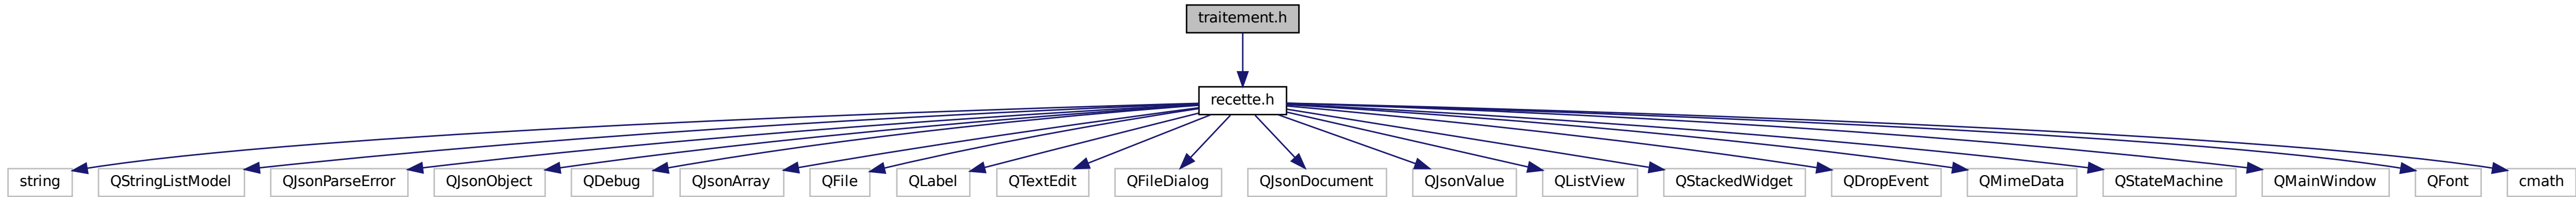 traitement.h
recette.h
string
QStringListModel
QJsonParseError
QJsonObject
QDebug
QJsonArray
QFile
QLabel
QTextEdit
QFileDialog
QJsonDocument
QJsonValue
QListView
QStackedWidget
QDropEvent
QMimeData
QStateMachine
QMainWindow
QFont
cmath